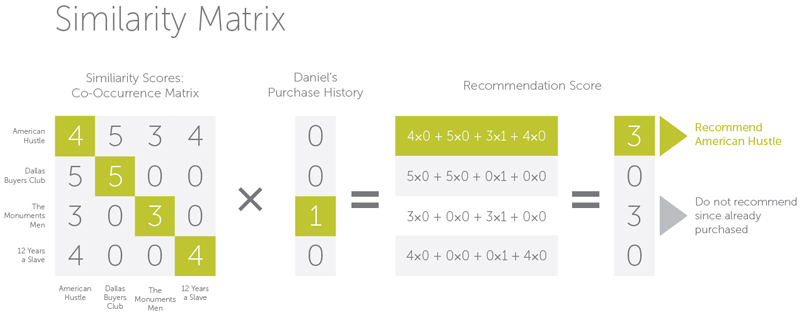 Similarity Matrix
Similiarity Scores:
Co-Occurrence Matrix
Daniel's
Purchase History
Recommendation Score
American
Hustle
4 5 3 4
0
4x0 + 5x0 + 3x1 + 4x0
3
Recommend
American Hustle
Dallas
Buyers Club
5 5 0 0
0
5x0 + 5x0 + 0x1 + 0x0
0
×
=
=
The
Monuments
Men
3 0 3 0
1
3x0 + 0x0 + 3x1 + 0x0
3
Do not recommend
since already
purchased
12 Years
a Slave
4 0 0 4
0
4x0 + 0x0 + 0x1 + 4x0
0
American
Hustle
Dallas
Buyers
Club
The
Monuments
Men
12 Years
a Slave